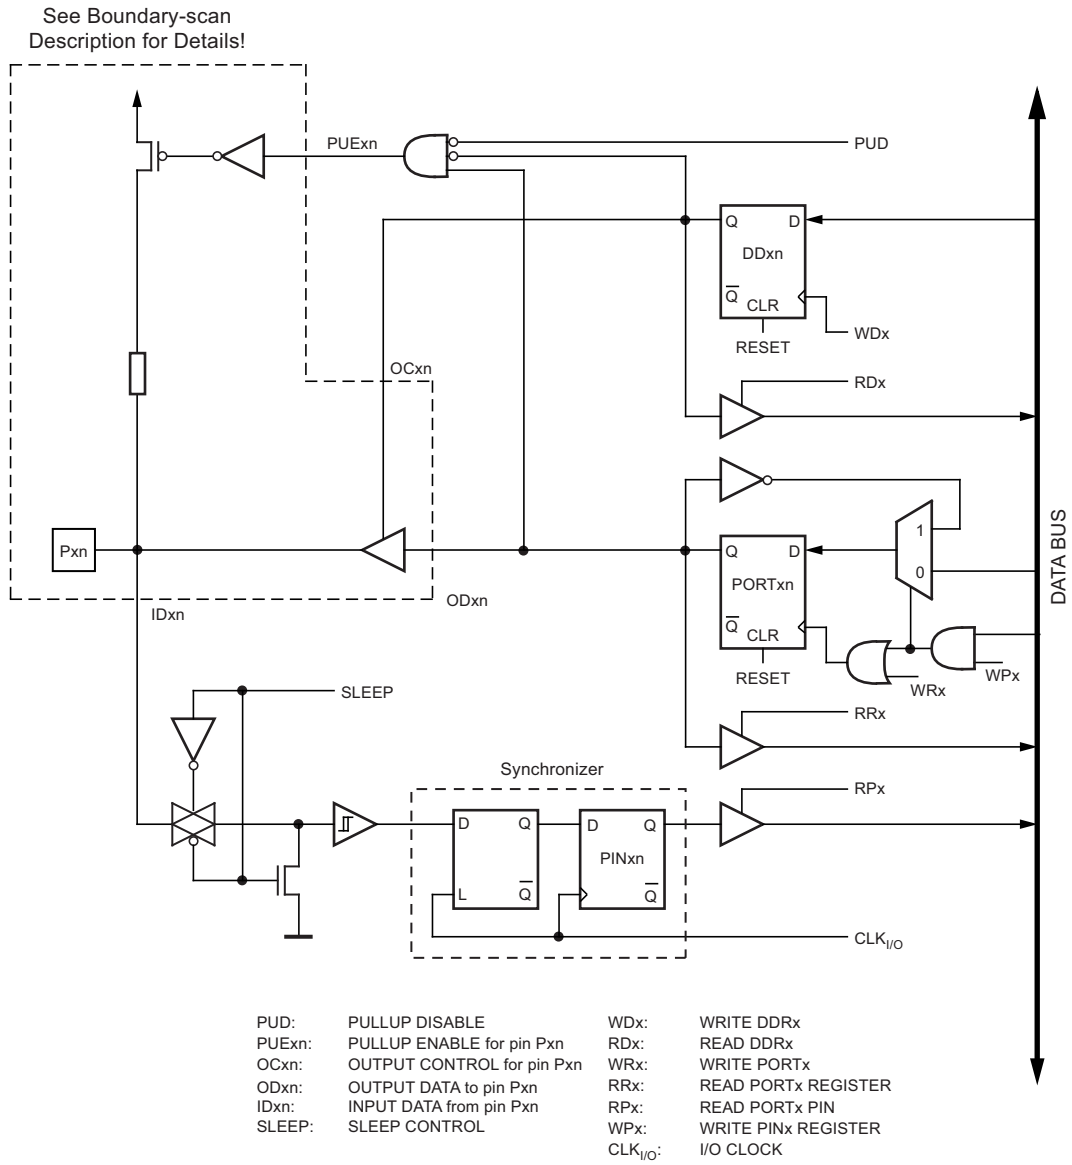 See Boundary-scan
Description for Details!
PUExn
PUD
Q D
DDxn
Q
CLR
RESET
WDx
OCxn
RDx
1
0
Pxn
ODxn
IDxn
Q D
PORTxn
Q
CLR
RESET
WRx
WPx
DATA BUS
SLEEP
RRx
Synchronizer
RPx
D Q
L Q
D Q
PINxn
Q
CLKI/O
PUD: PULLUP DISABLE
PUExn: PULLUP ENABLE for pin Pxn
OCxn: OUTPUT CONTROL for pin Pxn
ODxn: OUTPUT DATA to pin Pxn
IDxn: INPUT DATA from pin Pxn
SLEEP: SLEEP CONTROL
WDx: WRITE DDRx
RDx: READ DDRx
WRx: WRITE PORTx
RRx: READ PORTx REGISTER
RPx: READ PORTx PIN
WPx: WRITE PINx REGISTER
CLKI/O: I/O CLOCK